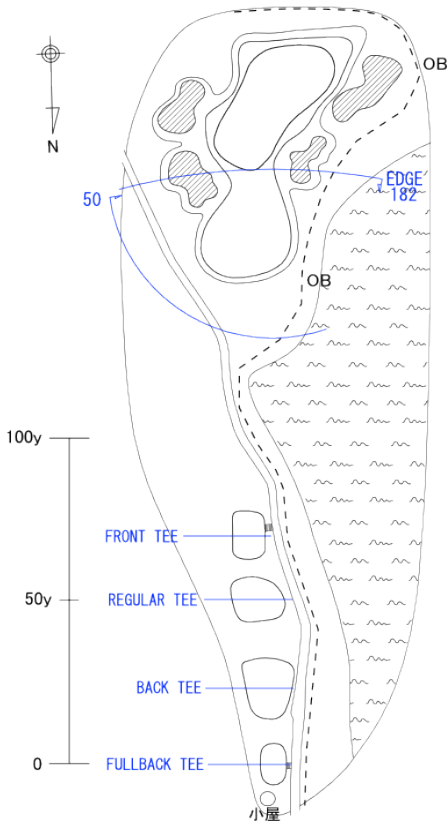 OB
N
EDGE
182
50
OB
100y
FRONT TEE
50y
REGULAR TEE
BACK TEE
0
FULLBACK TEE
小屋